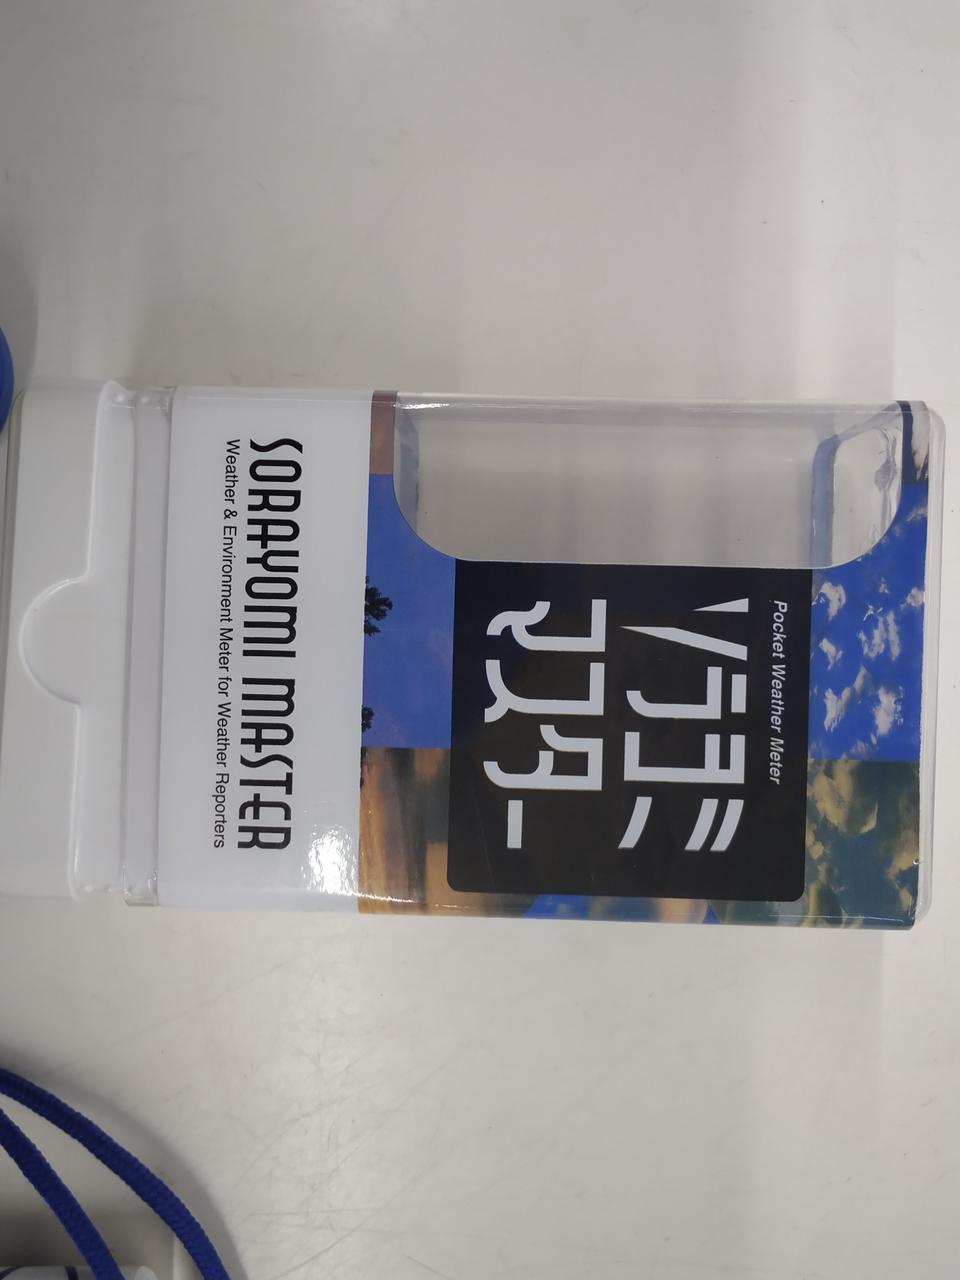 Pocket Weather Meter
ソラヨミ
マスター
SORAYOMI MASTER
Weather & Environment Meter for Weather Reporters